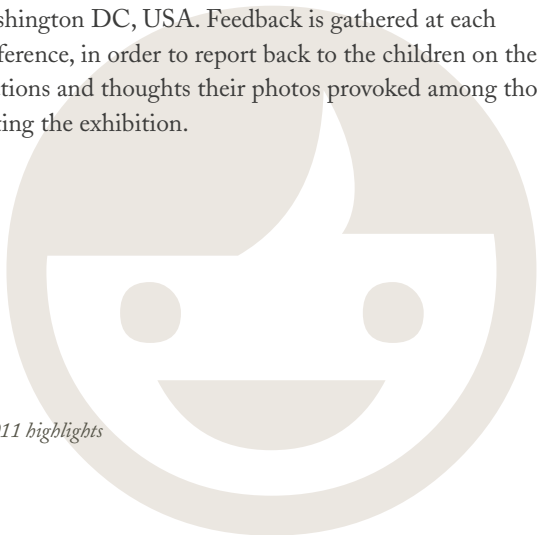 shington DC, USA. Feedback is gathered at each
ference, in order to report back to the children on the
tions and thoughts their photos provoked among tho
ting the exhibition.
11 highlights